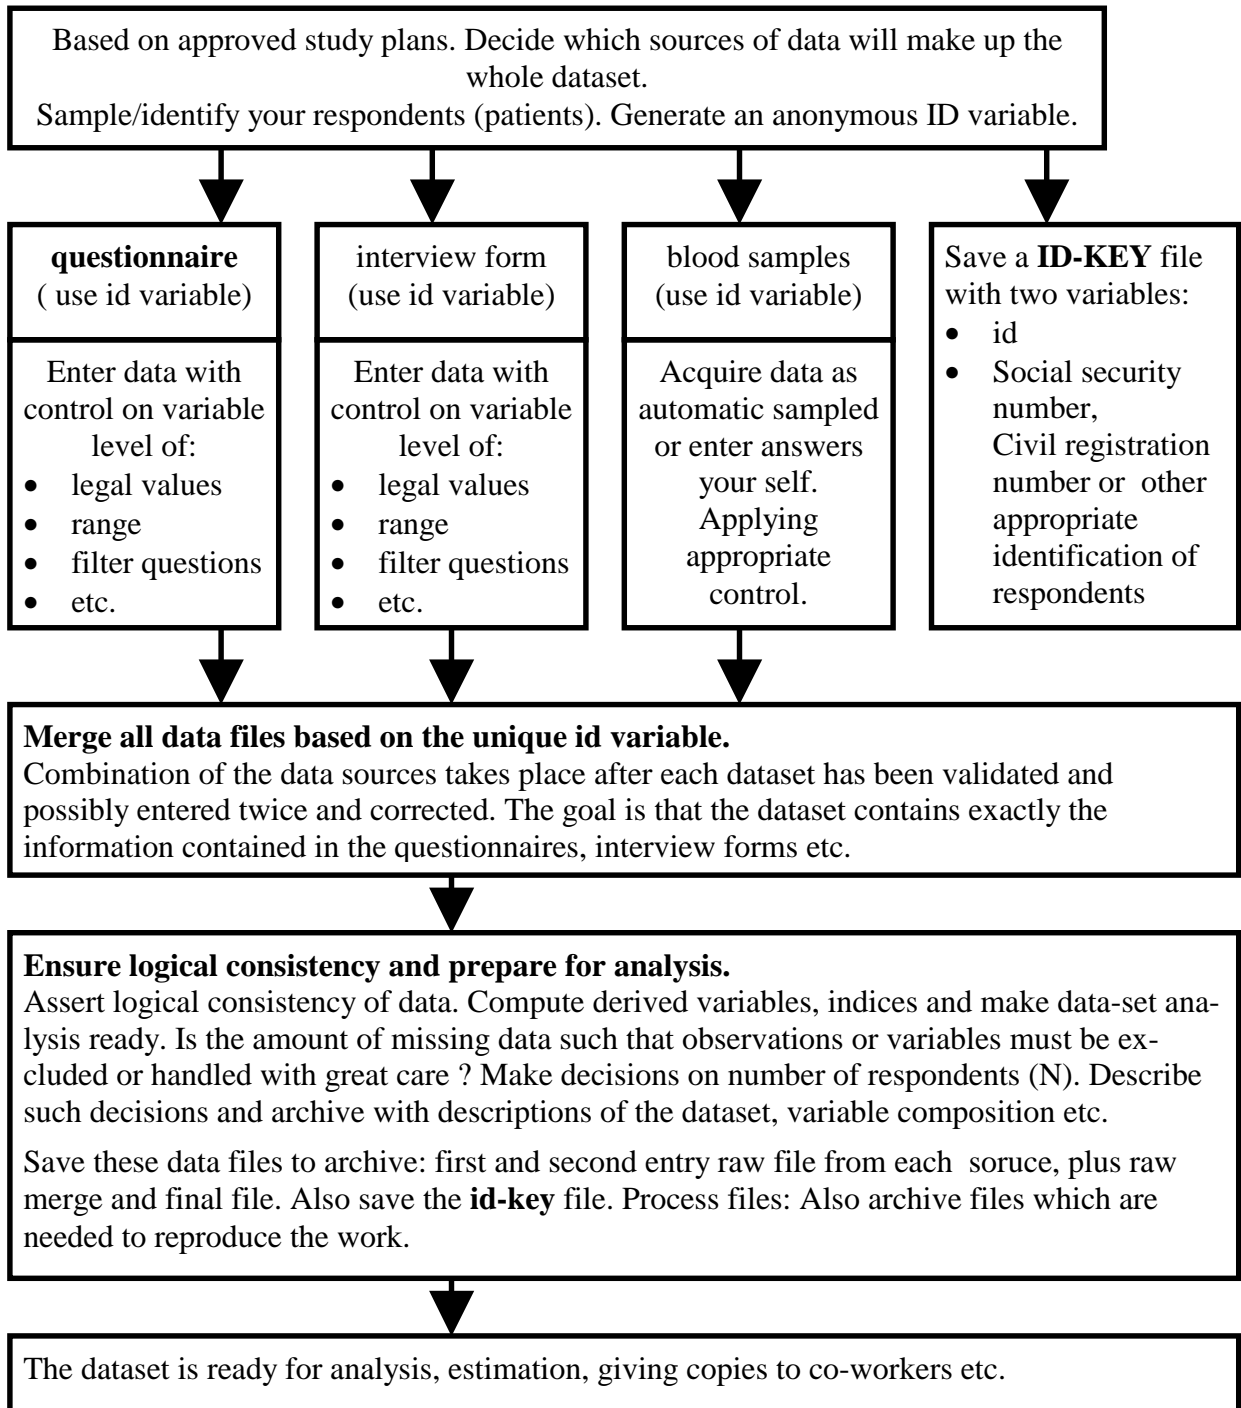 Based on approved study plans. Decide which sources of data will make up the
whole dataset.
Sample/identify your respondents (patients). Generate an anonymous ID variable.
questionnaire
( use id variable)
Enter data with
control on variable
level of:
• legal values
• range
• filter questions
• etc.
interview form
(use id variable)
Enter data with
control on variable
level of:
• legal values
• range
• filter questions
• etc.
blood samples
(use id variable)
Acquire data as
automatic sampled
or enter answers
your self.
Applying
appropriate
control.
Save a ID-KEY file
with two variables:
• id
• Social security
number,
Civil registration
number or other
appropriate
identification of
respondents
Merge all data files based on the unique id variable.
Combination of the data sources takes place after each dataset has been validated and
possibly entered twice and corrected. The goal is that the dataset contains exactly the
information contained in the questionnaires, interview forms etc.
Ensure logical consistency and prepare for analysis.
Assert logical consistency of data. Compute derived variables, indices and make data-set ana-
lysis ready. Is the amount of missing data such that observations or variables must be ex-
cluded or handled with great care ? Make decisions on number of respondents (N). Describe
such decisions and archive with descriptions of the dataset, variable composition etc.
Save these data files to archive: first and second entry raw file from each soruce, plus raw
merge and final file. Also save the id-key file. Process files: Also archive files which are
needed to reproduce the work.
The dataset is ready for analysis, estimation, giving copies to co-workers etc.